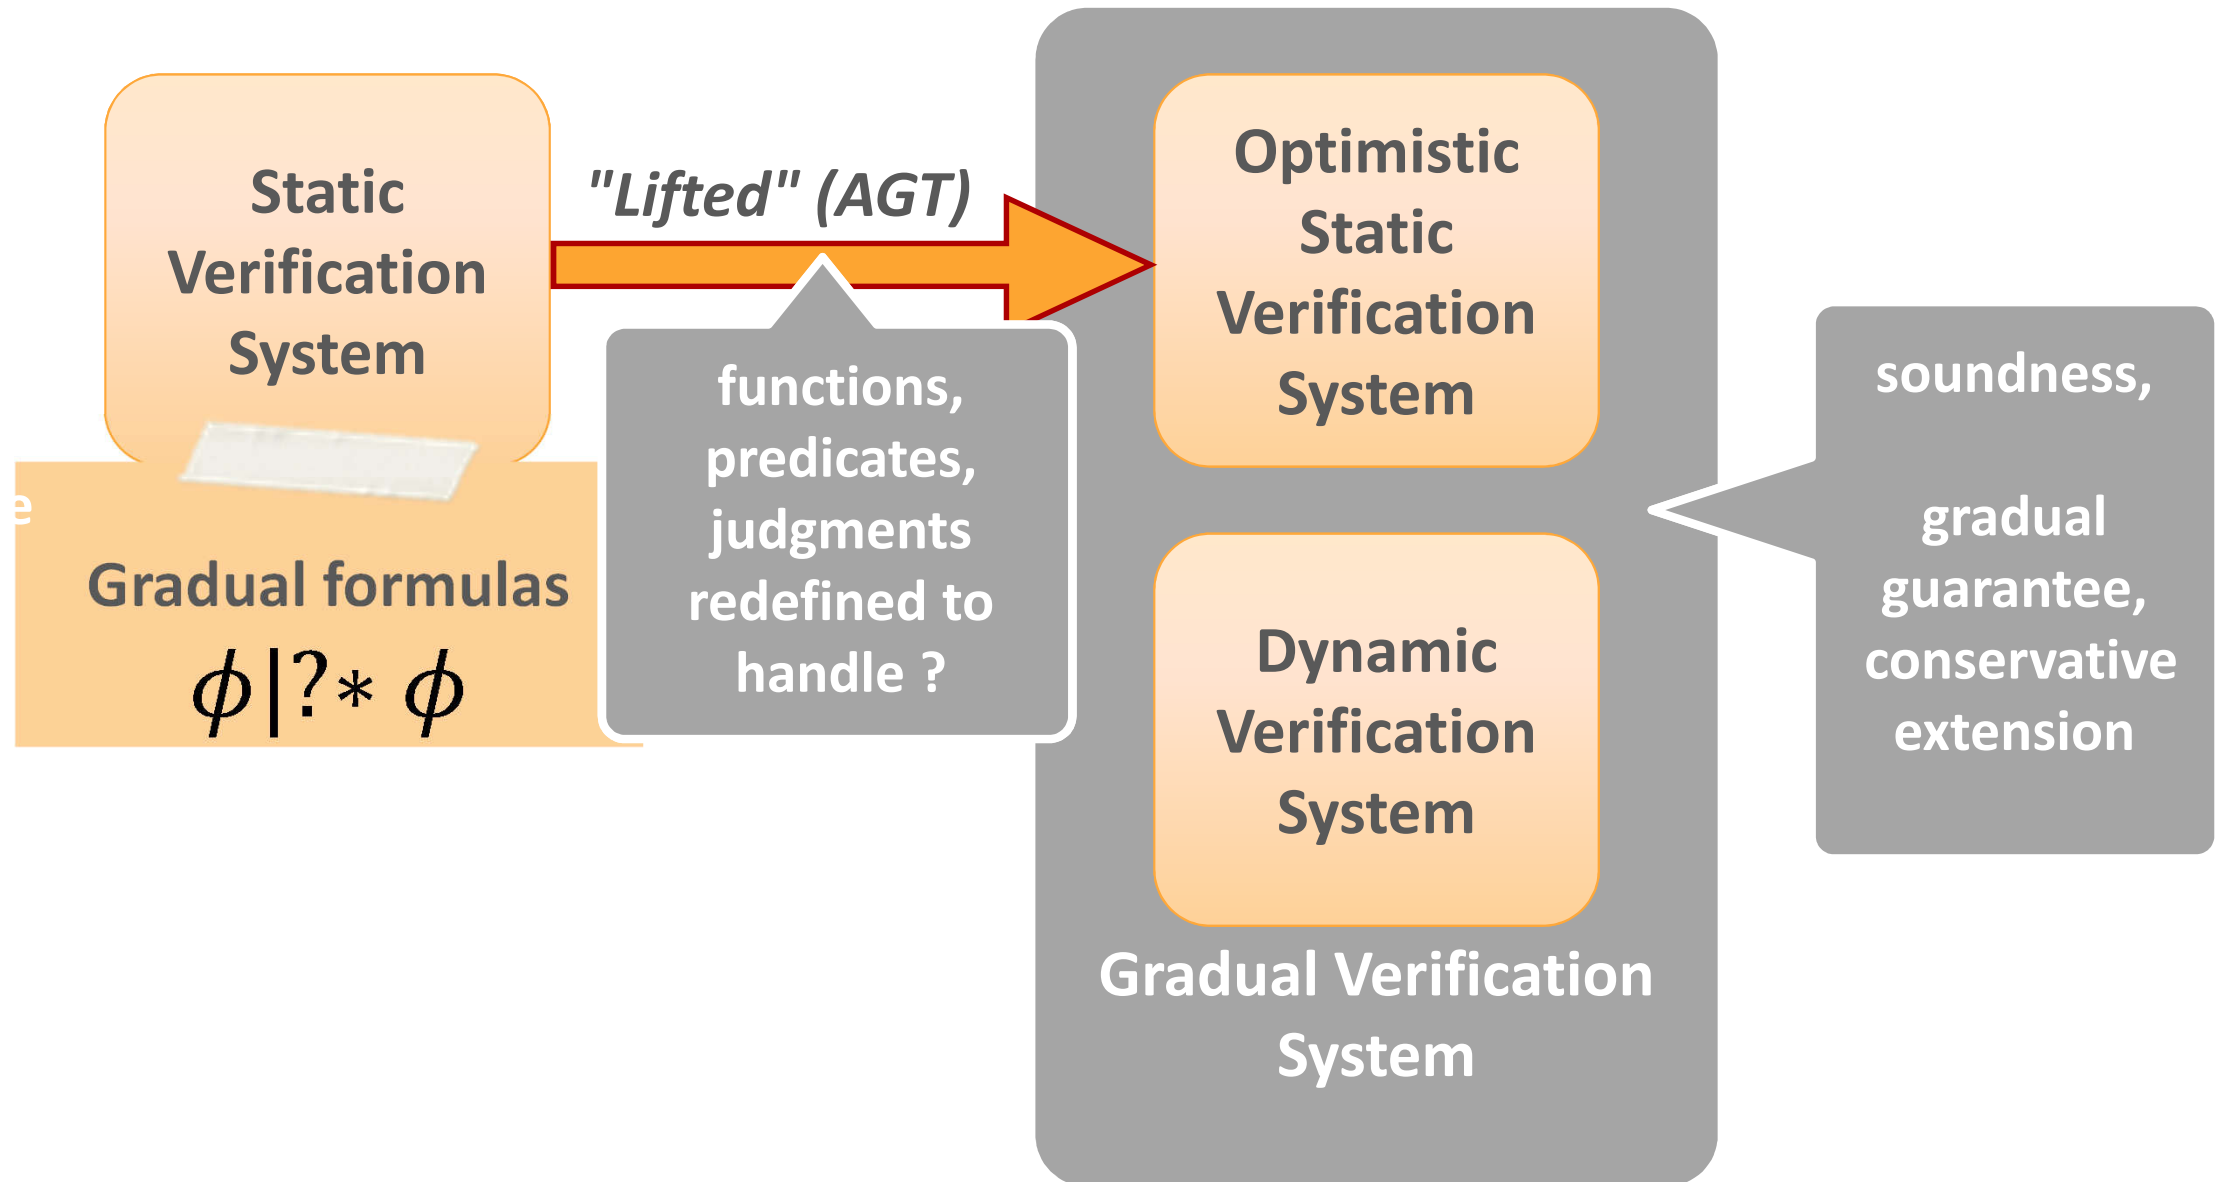 Static
Verification
System
"Lifted" (AGT)
functions,
predicates,
judgments
redefined to
handle ?
e
Gradual formulas
ϕ|?∗ ϕ
Optimistic
Static
Verification
System
Dynamic
Verification
System
Gradual Verification
System
soundness,
gradual
guarantee,
conservative
extension